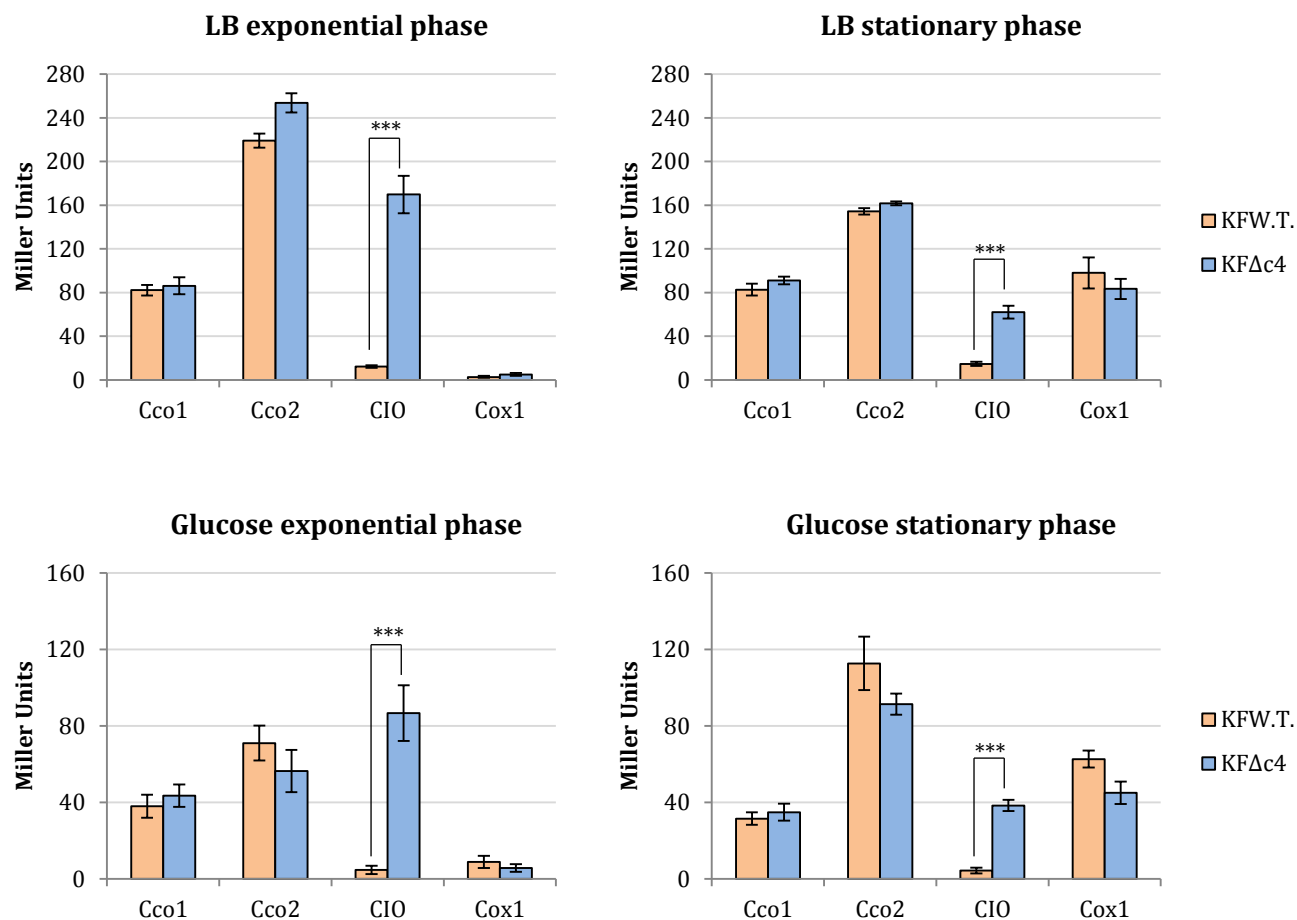 LB exponential phase
280
240
200
160
120
80
40
0
Miller Units
***
Cco1 Cco2 CIO Cox1
LB stationary phase
280
240
200
160
120
80
40
0
Miller Units
***
Cco1 Cco2 CIO Cox1
KFW.T.
KFΔc4
Glucose exponential phase
160
120
80
40
0
Miller Units
***
Cco1 Cco2 CIO Cox1
Glucose stationary phase
160
120
80
40
0
Miller Units
***
Cco1 Cco2 CIO Cox1
KFW.T.
KFΔc4